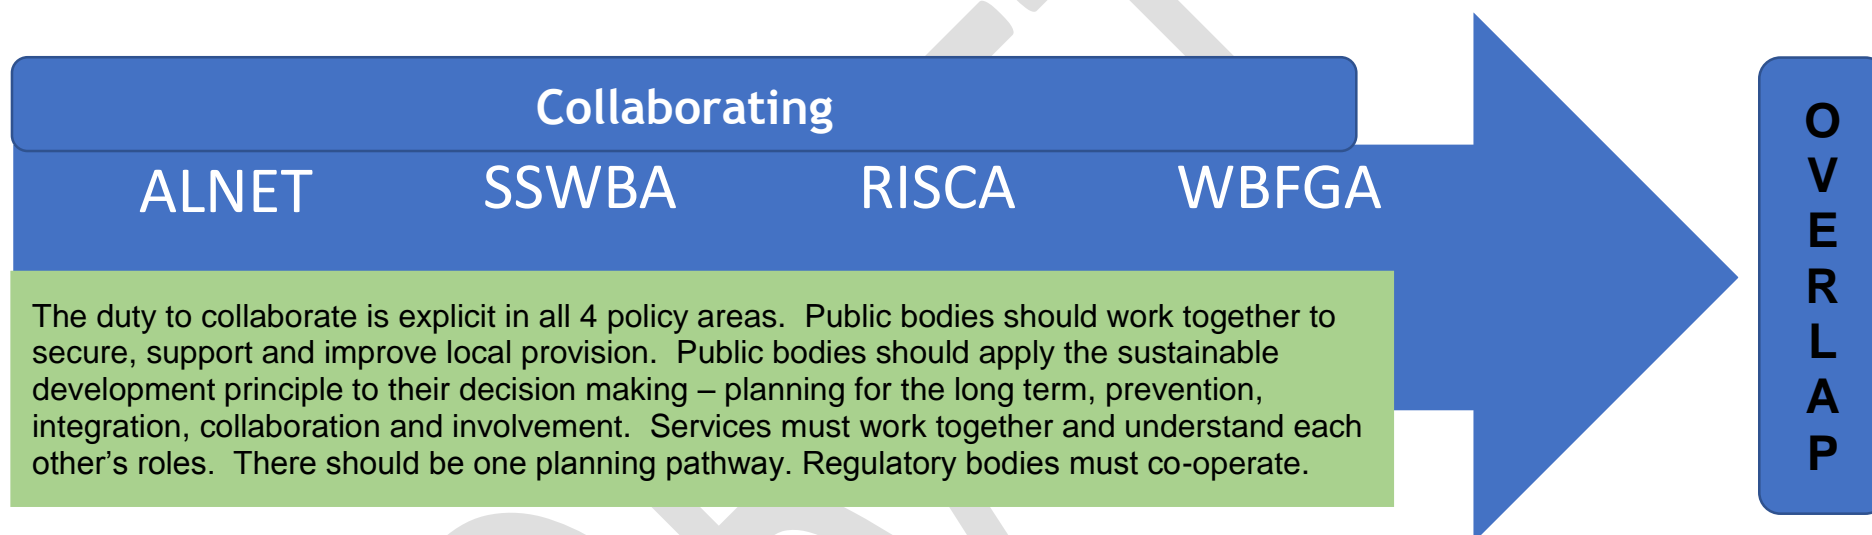 Collaborating
ALNET SSWBA RISCA WBFGA
The duty to collaborate is explicit in all 4 policy areas.  Public bodies should work together to
secure, support and improve local provision.  Public bodies should apply the sustainable
development principle to their decision making – planning for the long term, prevention,
integration, collaboration and involvement.  Services must work together and understand each
other’s roles.  There should be one planning pathway. Regulatory bodies must co-operate.
O
V
E
R
L
A
P